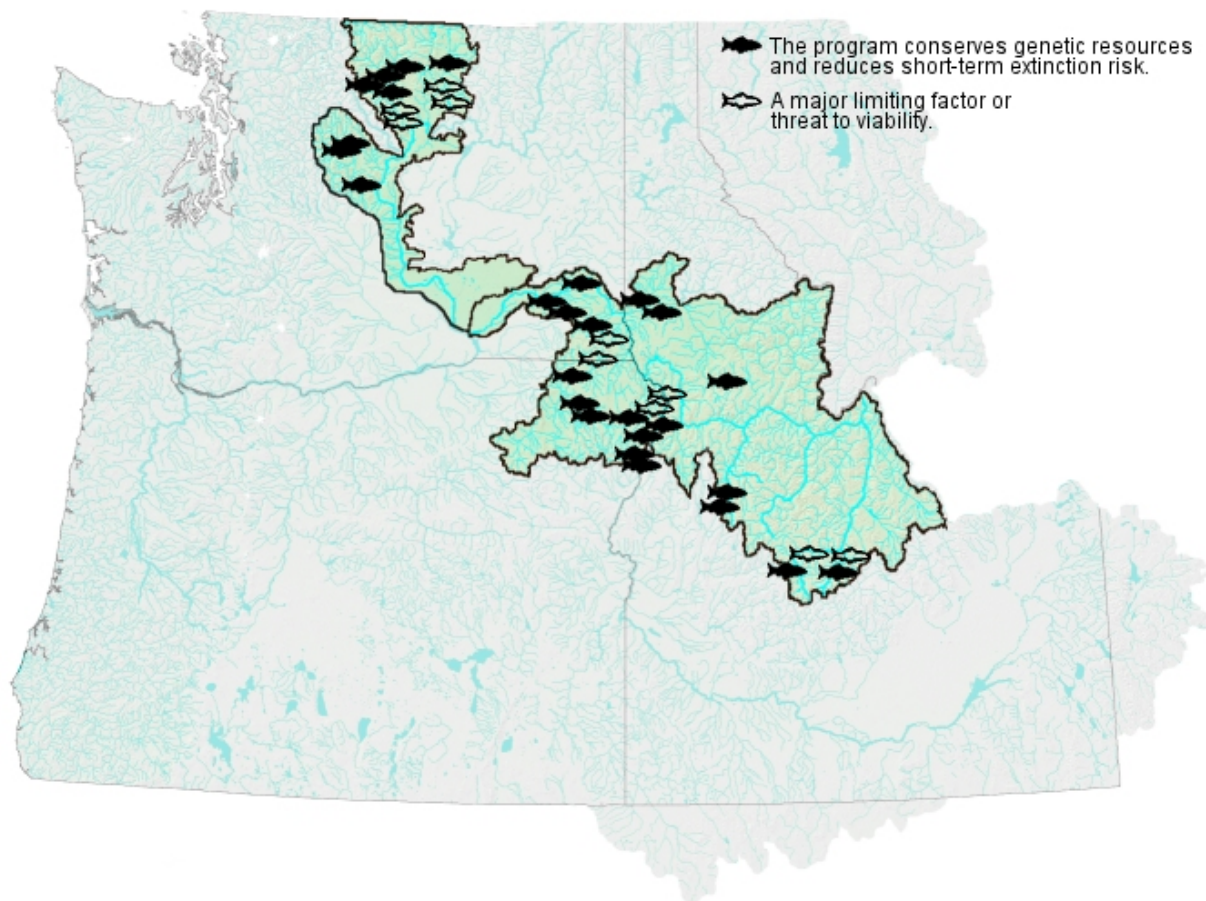 The program conserves genetic resources
and reduces short-term extinction risk.
A major limiting factor or
threat to viability.